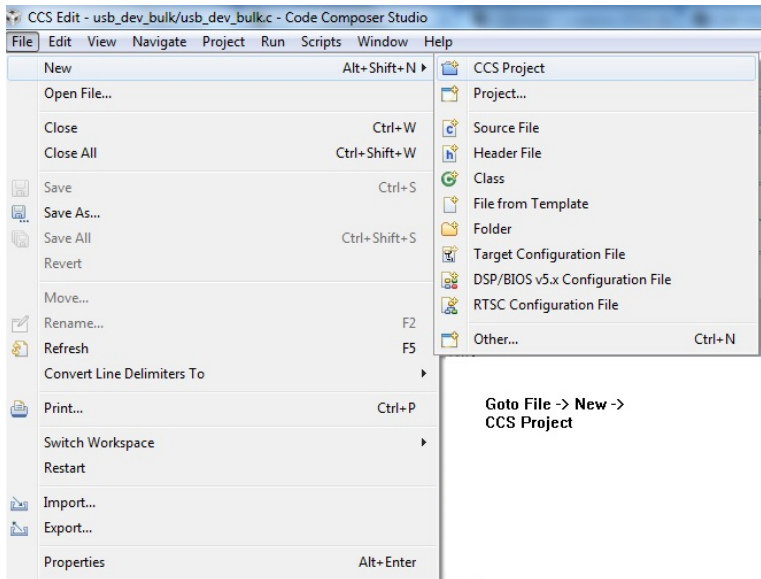 CCS Edit - usb_dev_bulk/usb_dev_bulk.c - Code Composer Studio
File Edit View Navigate Project Run Scripts Window Help
New Alt+Shift+N
Open File...
Close Ctrl+W
Close All Ctrl+Shift+W
Save Ctrl+S
Save As...
Save All Ctrl+Shift+S
Revert
Move...
Rename... F2
Refresh F5
Convert Line Delimiters To
Print... Ctrl+P
Switch Workspace
Restart
Import...
Export...
Properties Alt+Enter
CCS Project
Project...
Source File
Header File
Class
File from Template
Folder
Target Configuration File
DSP/BIOS v5.x Configuration File
RTSC Configuration File
Other... Ctrl+N
Goto File -> New ->
CCS Project